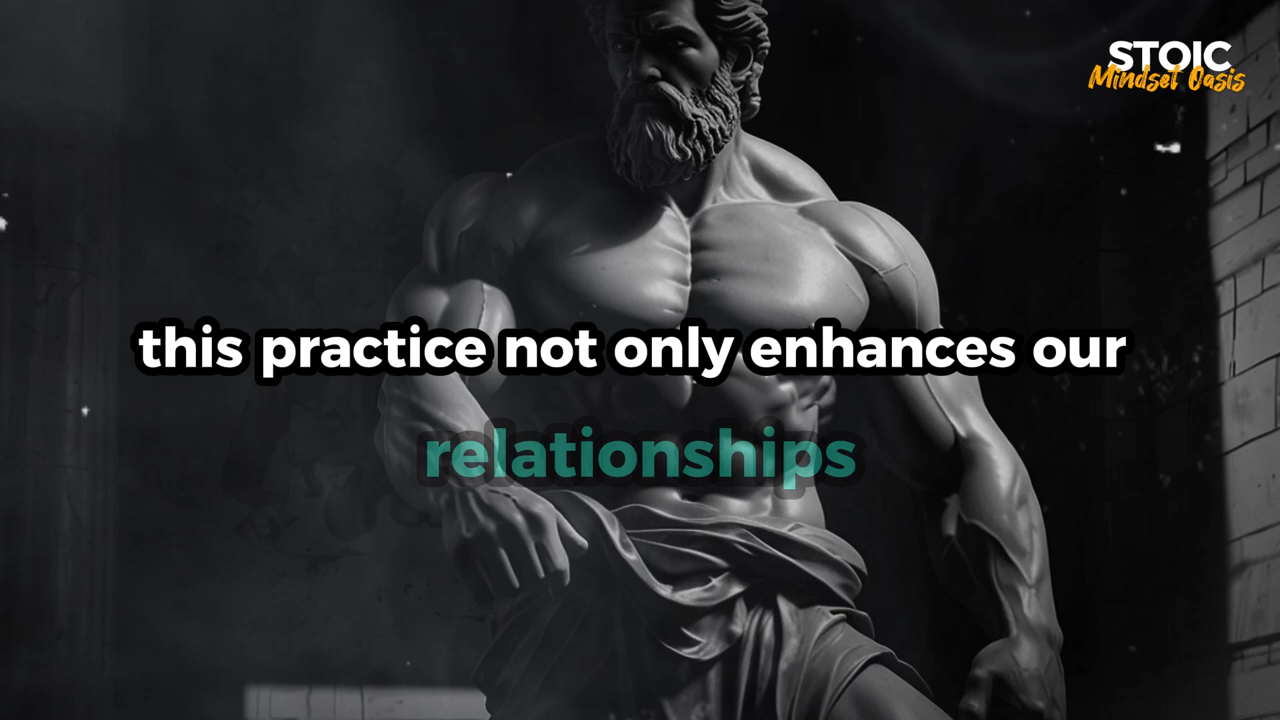 STOIC
Mindset Oasis
this practice not only enhances our
relationships